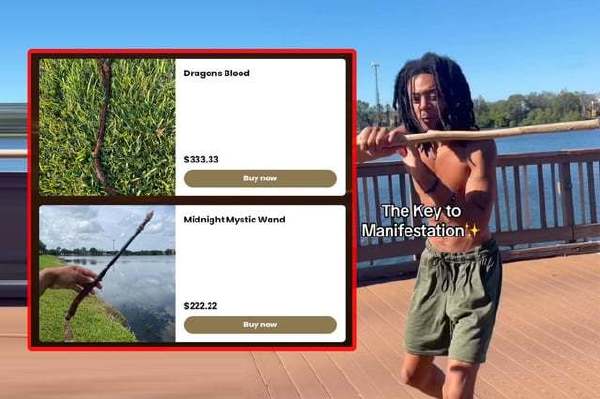 Dragons Blood
$333.33
Buy now
Midnight Mystic Wand
$222.22
Buy now
The Key to
Manifestation✨